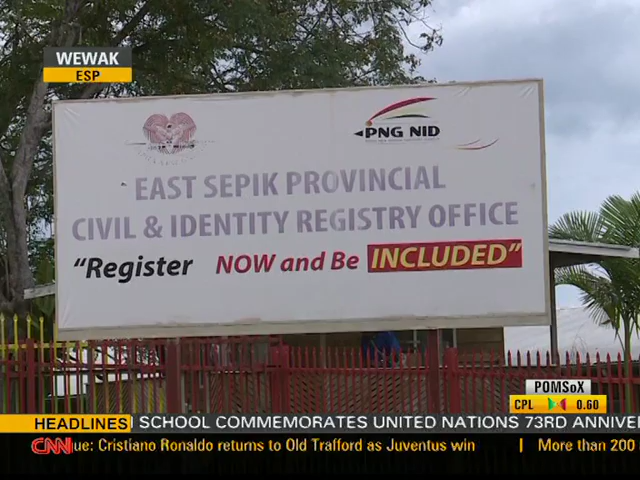 WEWAK
ESP
PNG NID
EAST SEPIK PROVINCIAL
CIVIL & IDENTITY REGISTRY OFFICE
"Register NOW and Be INCLUDED"
POMSoX
CPL 0.60
HEADLINES SCHOOL COMMEMORATES UNITED NATIONS 73RD ANNIVER
CNN ue: Cristiano Ronaldo returns to Old Trafford as Juventus win | More than 200